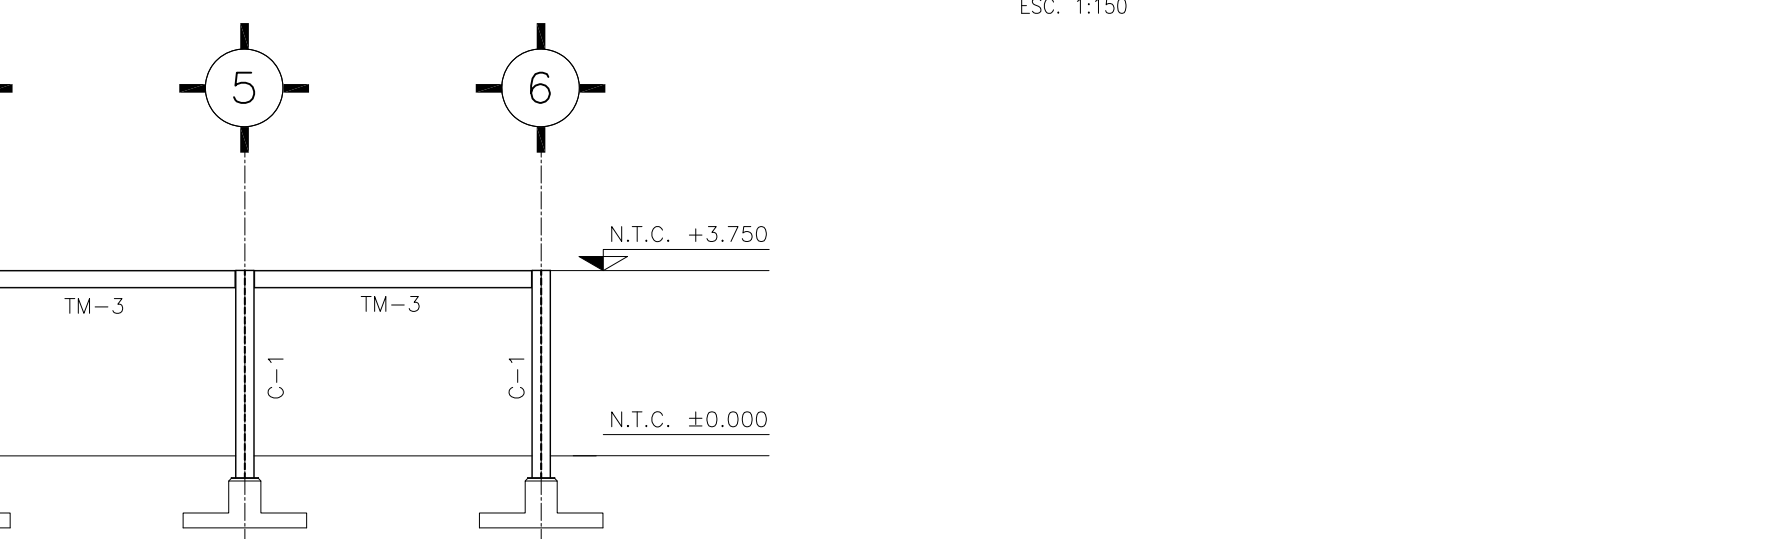 ESC. 1:150
5
6
N.T.C. +3.750
TM-3
TM-3
C-1
C-1
N.T.C. ±0.000